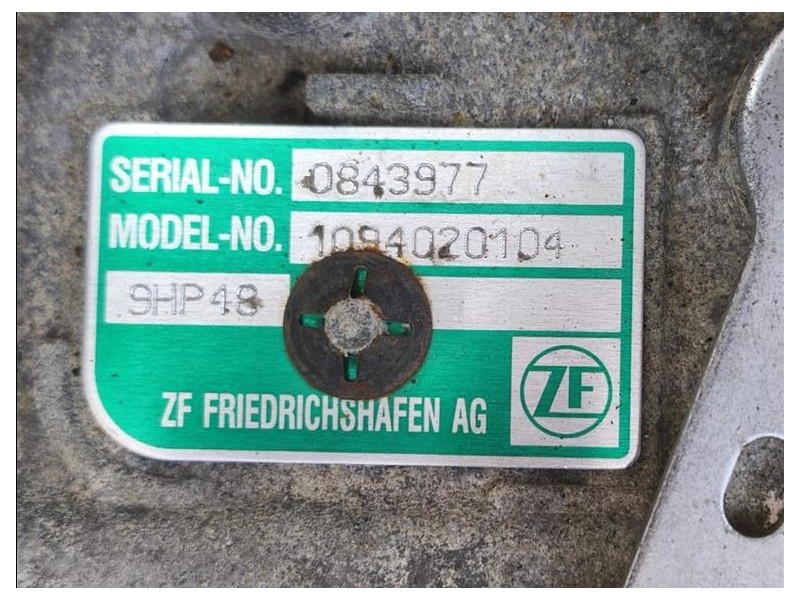 SERIAL-NO. 0843977
MODEL-NO. 1094020104
9HP48
ZF FRIEDRICHSHAFEN AG
ZF